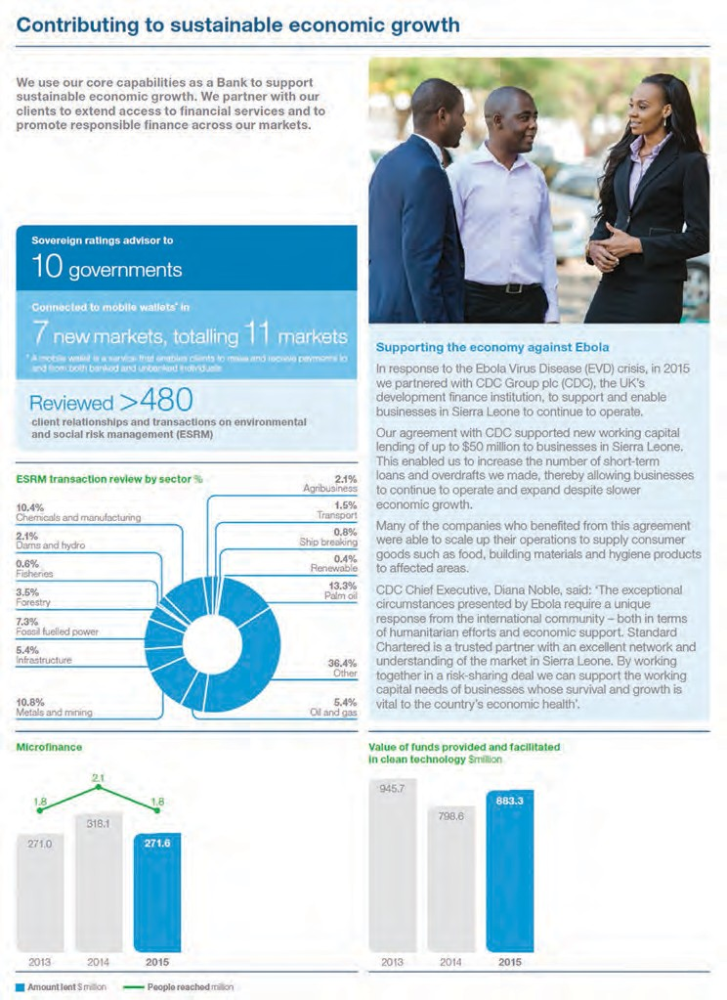 Contributing to sustainable economic growth
We use our core capabilities as a Bank to support
sustainable economic growth. We partner with our
clients to extend access to financial services and to
promote responsible finance across our markets.
Sovereign ratings advisor to
10 governments
Connected to mobile wallets* in
7 new markets, totalling 11 markets
* A mobile wallet is a service that enables clients to make and receive payments to
and from both banked and unbanked individuals
Reviewed >480
client relationships and transactions on environmental
and social risk management (ESRM)
ESRM transaction review by sector %
10.4%
Chemicals and manufacturing
2.1%
Dams and hydro
0.6%
Fisheries
3.5%
Forestry
7.3%
Fossil fuelled power
5.4%
Infrastructure
10.8%
Metals and mining
2.1%
Agribusiness
1.5%
Transport
0.8%
Ship breaking
0.4%
Renewable
13.3%
Palm oil
36.4%
Other
5.4%
Oil and gas
Supporting the economy against Ebola
In response to the Ebola Virus Disease (EVD) crisis, in 2015
we partnered with CDC Group plc (CDC), the UK's
development finance institution, to support and enable
businesses in Sierra Leone to continue to operate.
Our agreement with CDC supported new working capital
lending of up to $50 million to businesses in Sierra Leone.
This enabled us to increase the number of short-term
loans and overdrafts we made, thereby allowing businesses
to continue to operate and expand despite slower
economic growth.
Many of the companies who benefited from this agreement
were able to scale up their operations to supply consumer
goods such as food, building materials and hygiene products
to affected areas.
CDC Chief Executive, Diana Noble, said: 'The exceptional
circumstances presented by Ebola require a unique
response from the international community – both in terms
of humanitarian efforts and economic support. Standard
Chartered is a trusted partner with an excellent network and
understanding of the market in Sierra Leone. By working
together in a risk-sharing deal we can support the working
capital needs of businesses whose survival and growth is
vital to the country's economic health'.
Microfinance
1.8
2.1
1.8
271.0
318.1
271.6
2013
2014
2015
Amount lent $ million
People reached million
Value of funds provided and facilitated
in clean technology $million
945.7
798.6
883.3
2013
2014
2015